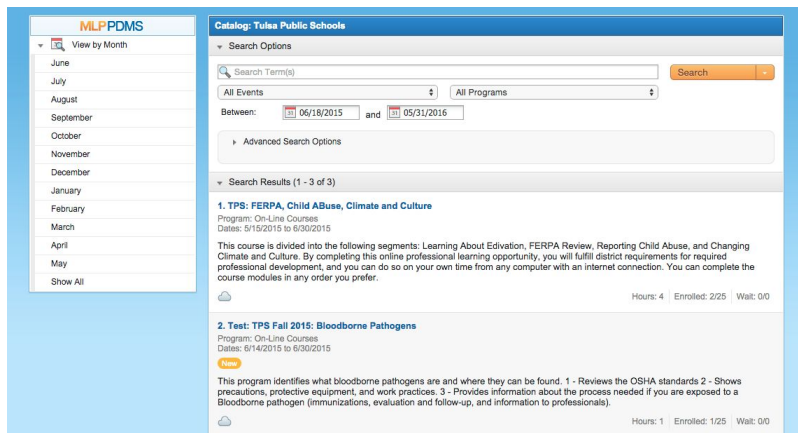 MLPPDMS
View by Month
June
July
August
September
October
November
December
January
February
March
April
May
Show All
Catalog: Tulsa Public Schools
Search Options
Search Term(s)
Search
All Events
All Programs
Between:
31 06/18/2015 and 31 05/31/2016
Advanced Search Options
Search Results (1 - 3 of 3)
1. TPS: FERPA, Child ABuse, Climate and Culture
Program: On-Line Courses
Dates: 5/15/2015 to 6/30/2015
This course is divided into the following segments: Learning About Edivation, FERPA Review, Reporting Child Abuse, and Changing
Climate and Culture. By completing this online professional learning opportunity, you will fulfill district requirements for required
professional development, and you can do so on your own time from any computer with an internet connection. You can complete the
course modules in any order you prefer.
Hours: 4 Enrolled: 2/25 Wait: 0/0
2. Test: TPS Fall 2015: Bloodborne Pathogens
Program: On-Line Courses
Dates: 6/14/2015 to 6/30/2015
New
This program identifies what bloodborne pathogens are and where they can be found. 1 - Reviews the OSHA standards 2 - Shows
precautions, protective equipment, and work practices. 3 - Provides information about the process needed if you are exposed to a
Bloodborne pathogen (immunizations, evaluation and follow-up, and information to professionals).
Hours: 1 Enrolled: 1/25 Wait: 0/0